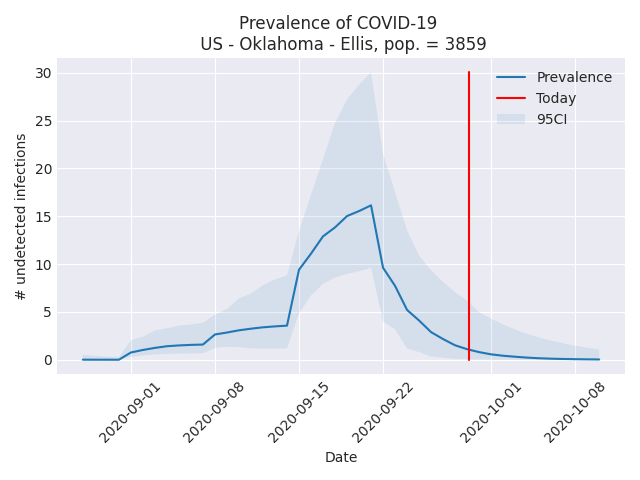 Prevalence of COVID-19
US - Oklahoma - Ellis, pop. = 3859
30
25
20
15
10
5
0
# undetected infections
Prevalence
Today
95CI
2020-09-01
2020-09-08
2020-09-15
2020-09-22
2020-10-01
2020-10-08
Date